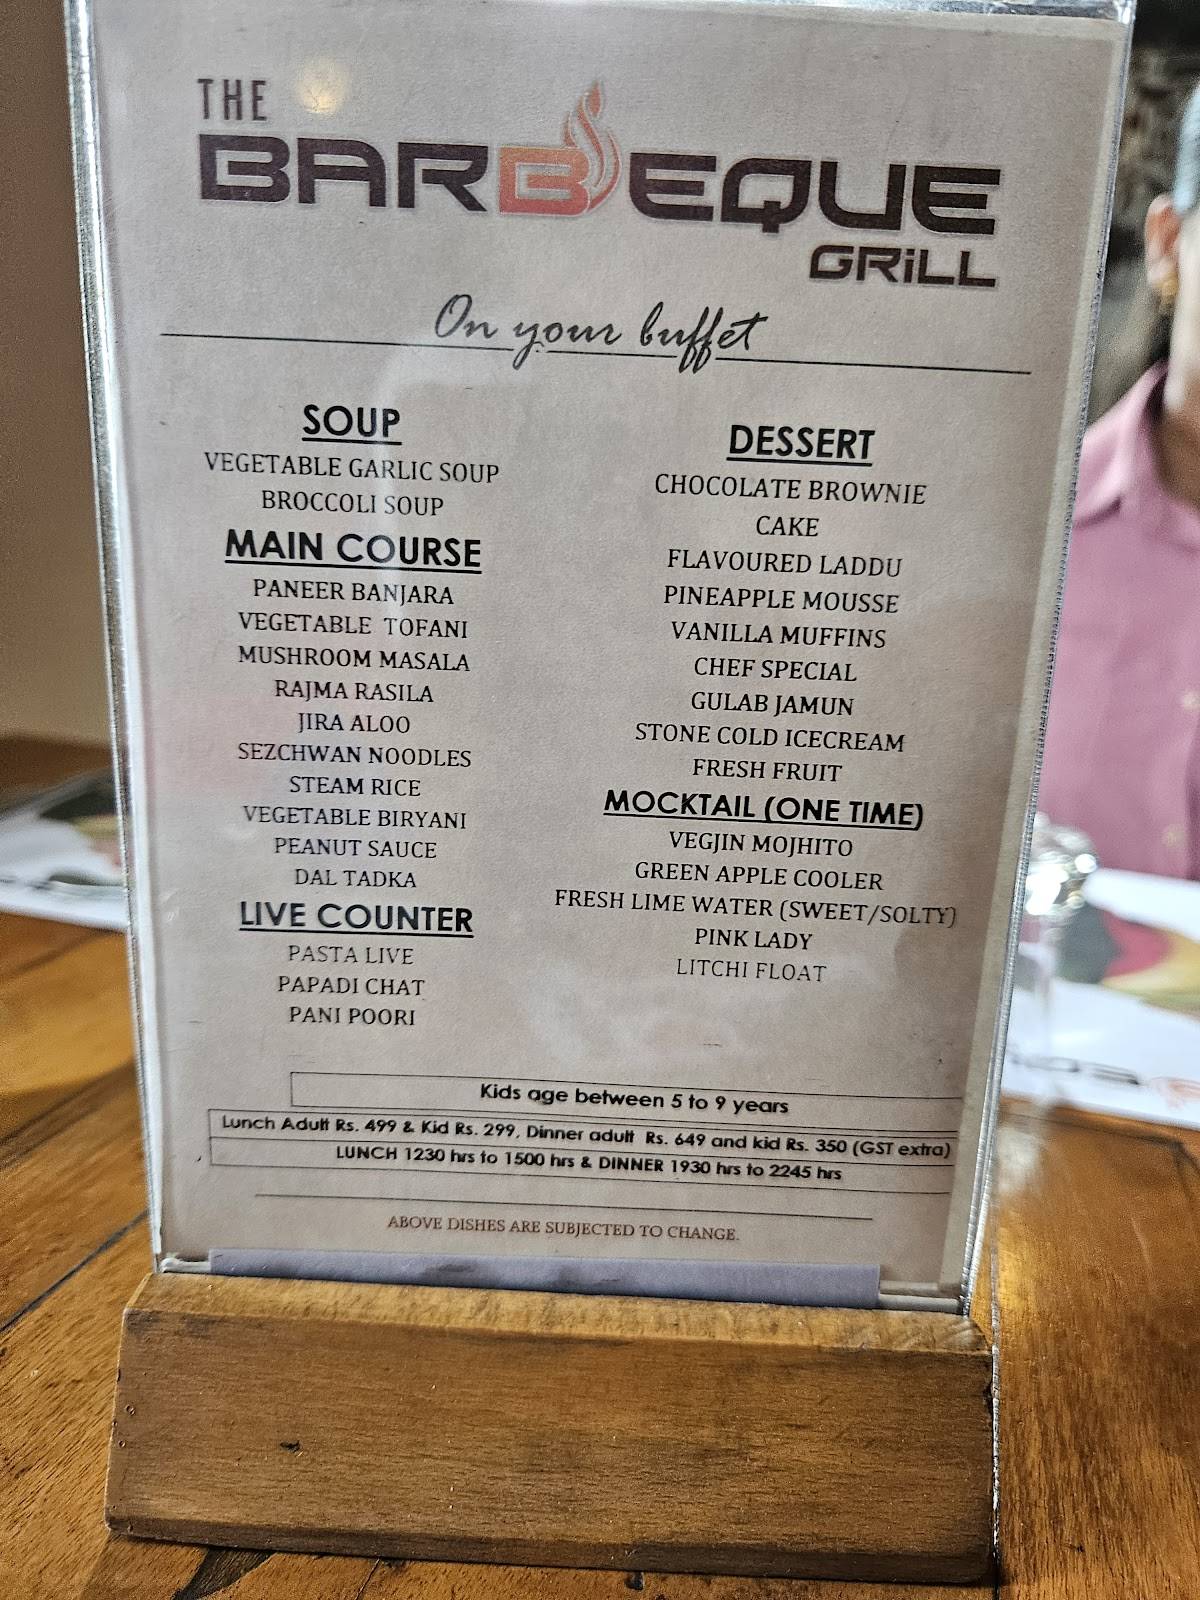 THE
BARBEQUE
GRiLL
On your buffet
SOUP
VEGETABLE GARLIC SOUP
BROCCOLI SOUP
MAIN COURSE
PANEER BANJARA
VEGETABLE TOFANI
MUSHROOM MASALA
RAJMA RASILA
JIRA ALOO
SEZCHWAN NOODLES
STEAM RICE
VEGETABLE BIRYANI
PEANUT SAUCE
DAL TADKA
LIVE COUNTER
PASTA LIVE
PAPADI CHAT
PANI POORI
DESSERT
CHOCOLATE BROWNIE
CAKE
FLAVOURED LADDU
PINEAPPLE MOUSSE
VANILLA MUFFINS
CHEF SPECIAL
GULAB JAMUN
STONE COLD ICECREAM
FRESH FRUIT
MOCKTAIL (ONE TIME)
VEGJIN MOJHITO
GREEN APPLE COOLER
FRESH LIME WATER (SWEET/SOLTY)
PINK LADY
LITCHI FLOAT
Kids age between 5 to 9 years
Lunch Adult Rs. 499 & Kid Rs. 299, Dinner adult Rs. 649 and kid Rs. 350 (GST extra)
LUNCH 1230 hrs to 1500 hrs & DINNER 1930 hrs to 2245 hrs
ABOVE DISHES ARE SUBJECTED TO CHANGE.